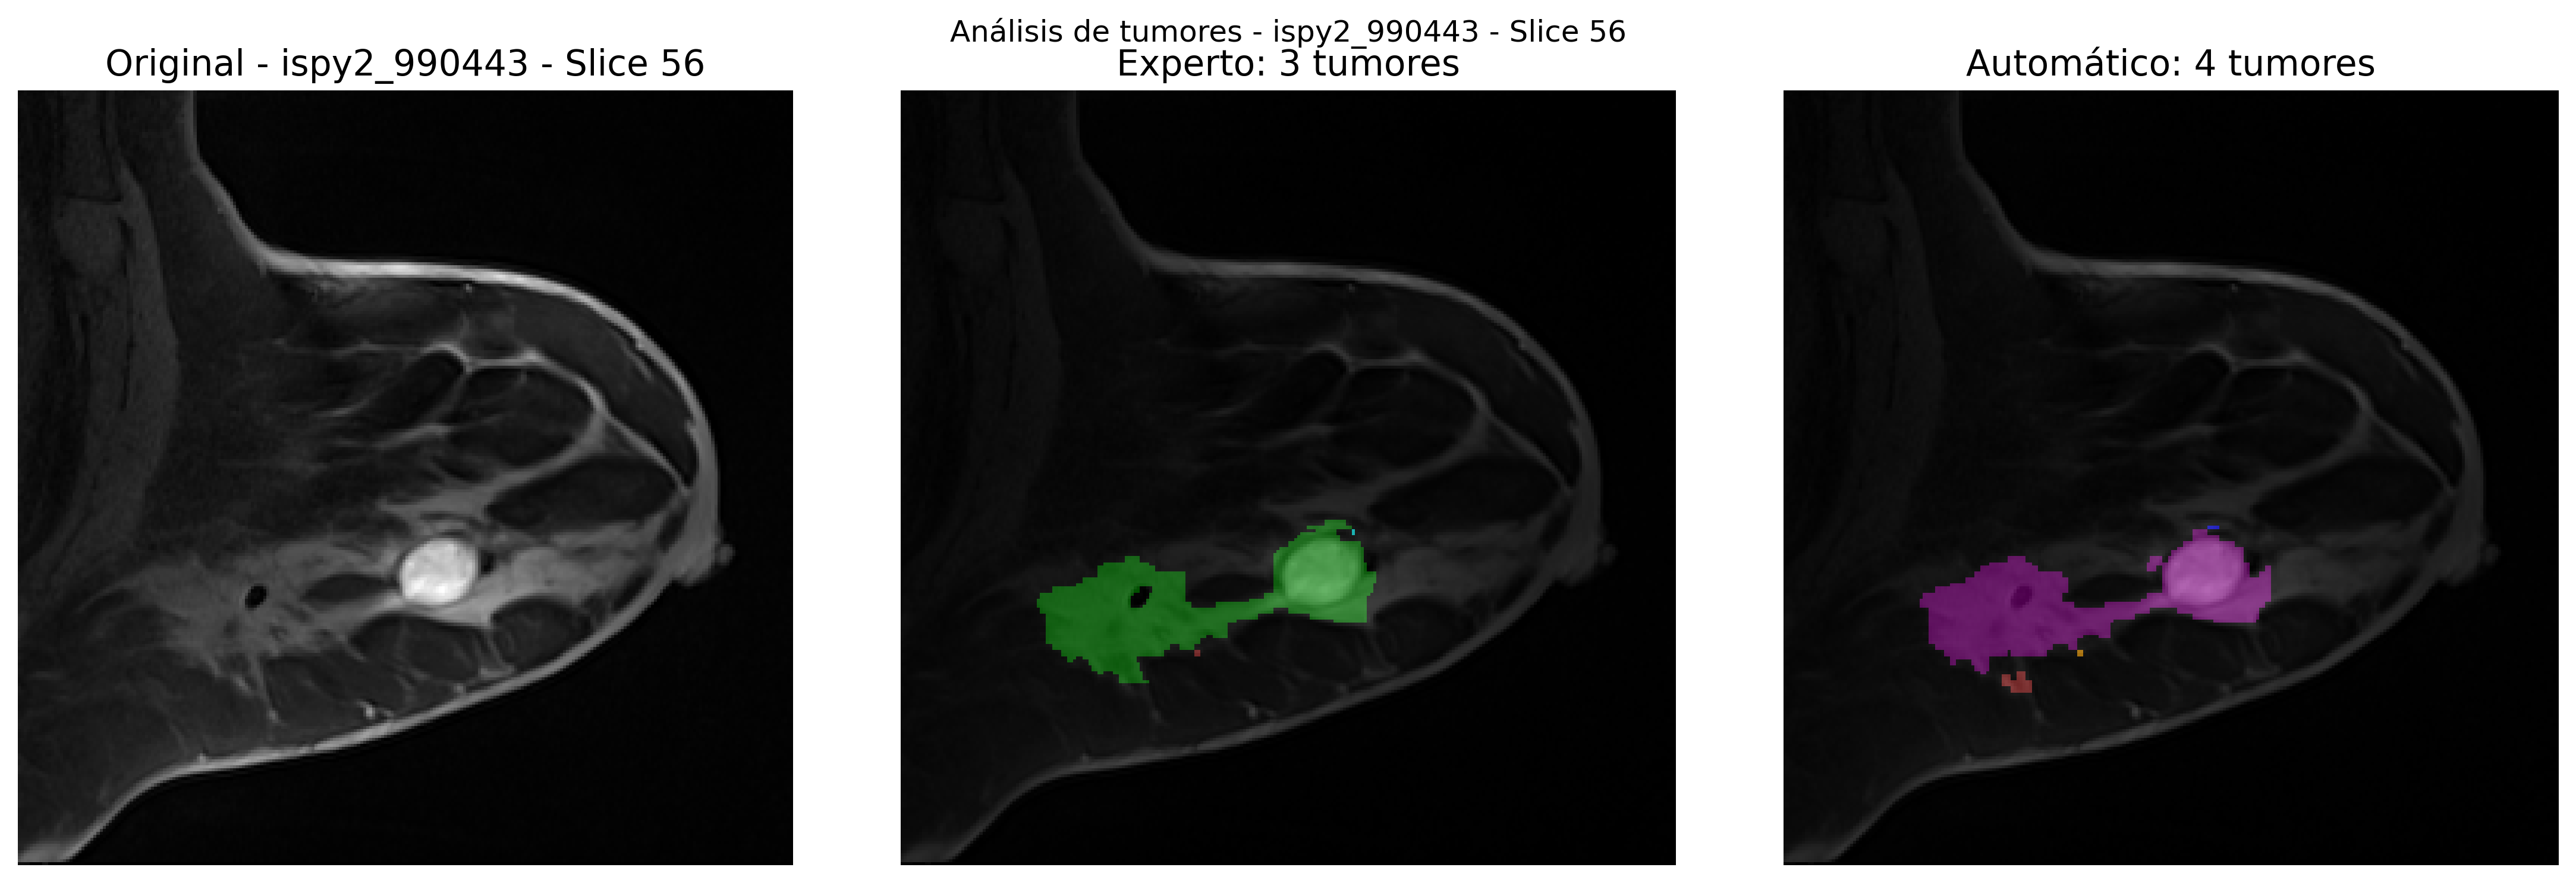 Análisis de tumores - ispy2_990443 - Slice 56
Original - ispy2_990443 - Slice 56
Experto: 3 tumores
Automático: 4 tumores